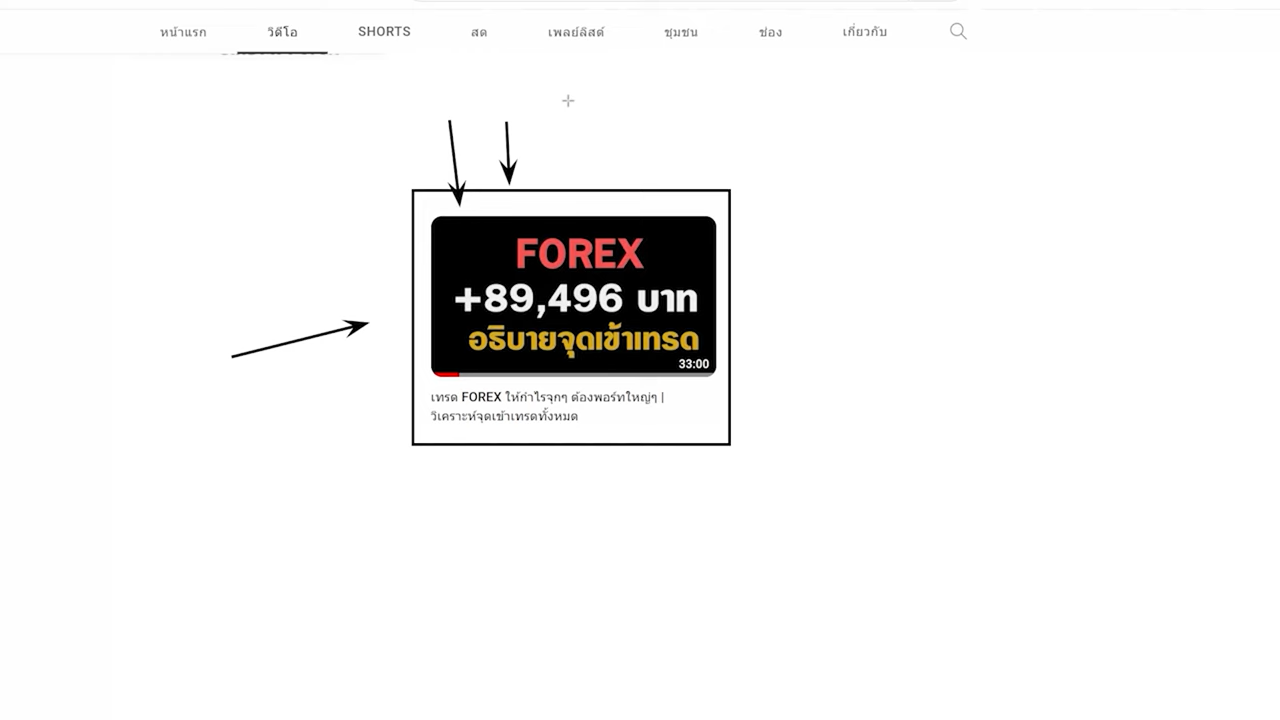 หน้าแรก วิดีโอ SHORTS สด เพลย์ลิสต์ ชุมชน ช่อง เกี่ยวกับ
FOREX
+89,496 บาท
อธิบายจุดเข้าเทรด
33:00
เทรด FOREX ให้กำไรจุกๆ ต้องพอร์ทใหญ่ๆ |
วิเคราะห์จุดเข้าเทรดทั้งหมด